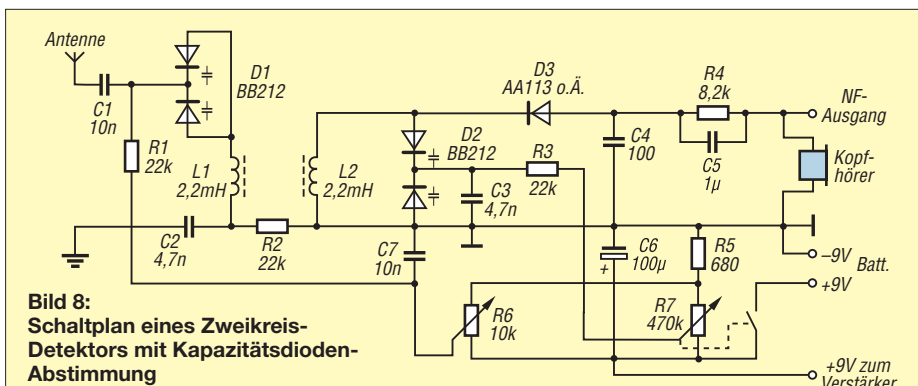 Antenne
C1
10n
D1
BB212
R1
22k
L1
2,2mH
L2
2,2mH
C2
4,7n
R2
22k
D2
BB212
D3
AA113 o.Ä.
R3
22k
C3
4,7n
C4
100
R4
8,2k
C5
1µ
NF-
Ausgang
Kopf-
hörer
C7
10n
C6
100µ
+
R5
680
R6
10k
R7
470k
–9V Batt.
+9V
+9V zum
Verstärker
Bild 8:
Schaltplan eines Zweikreis-
Detektors mit Kapazitätsdioden-
Abstimmung